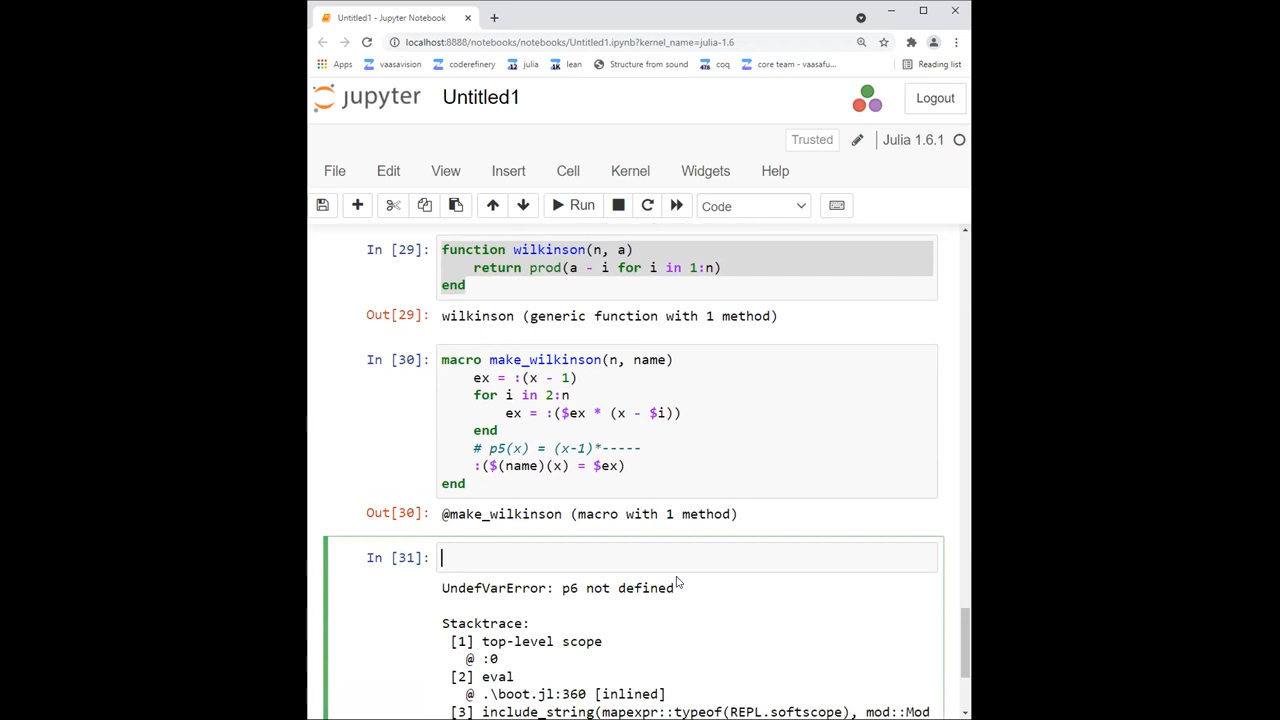 Untitled1 - Jupyter Notebook
localhost:8888/notebooks/notebooks/Untitled1.ipynb?kernel_name=julia-1.6
Apps vaasavision coderefinery julia lean Structure from sound coq core team - vaasafu... Reading list
jupyter Untitled1 Logout
Trusted Julia 1.6.1
File Edit View Insert Cell Kernel Widgets Help
Run Code
In [29]: function wilkinson(n, a)
return prod(a - i for i in 1:n)
end
Out[29]: wilkinson (generic function with 1 method)
In [30]: macro make_wilkinson(n, name)
ex = :(x - 1)
for i in 2:n
ex = :($ex * (x - $i))
end
# p5(x) = (x-1)*-----
:($(name)(x) = $ex)
end
Out[30]: @make_wilkinson (macro with 1 method)
In [31]:
UndefVarError: p6 not defined
Stacktrace:
[1] top-level scope
@ :0
[2] eval
@ .\boot.jl:360 [inlined]
[3] include_string(mapexpr::typeof(REPL.softscope), mod::Mod